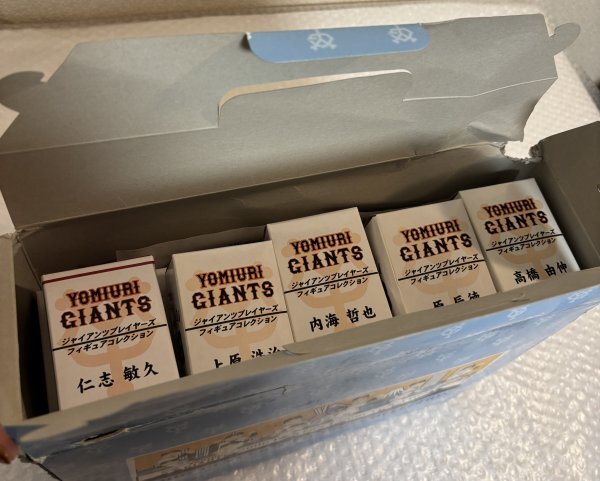 YOMIURI
GIANTS
ジャイアンツプレイヤーズ
フィギュアコレクション
仁志 敏久
YOMIURI
GIANTS
ジャイアンツプレイヤーズ
フィギュアコレクション
上原 浩治
YOMIURI
GIANTS
ジャイアンツプレイヤーズ
フィギュアコレクション
内海 哲也
YOMIURI
GIANTS
ジャイアンツプレイヤーズ
フィギュアコレクション
原 辰徳
YOMIURI
GIANTS
ジャイアンツプレイヤーズ
フィギュアコレクション
高橋 由伸